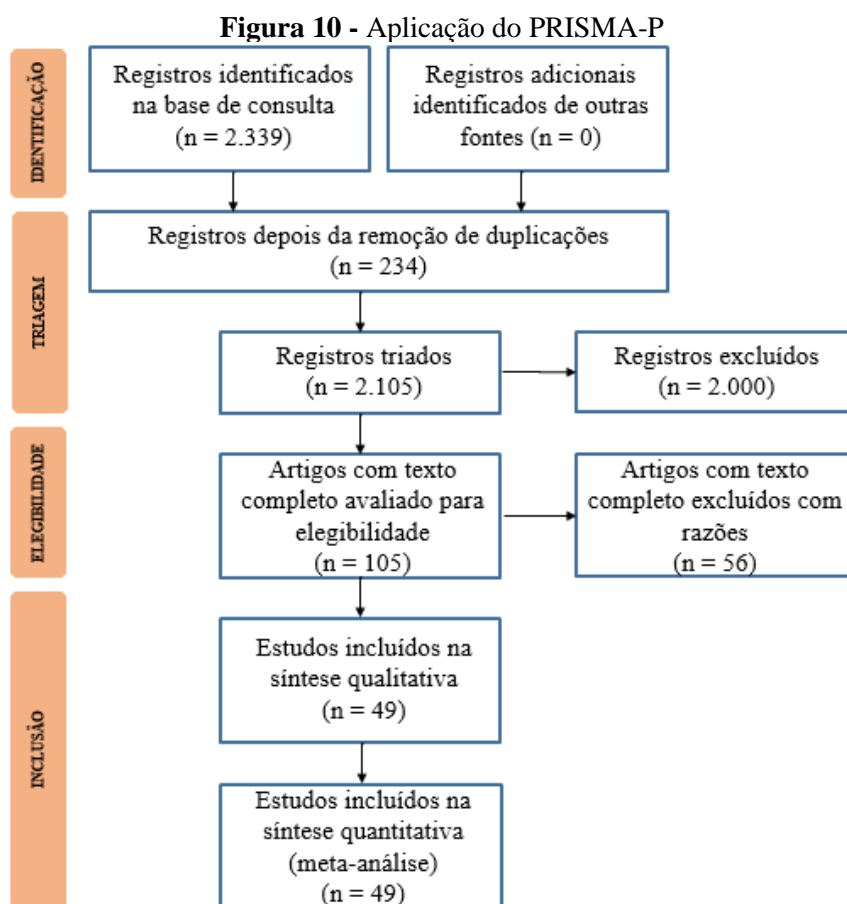 Figura 10 - Aplicação do PRISMA-P
IDENTIFICAÇÃO
Registros identificados
na base de consulta
(n = 2.339)
Registros adicionais
identificados de outras
fontes (n = 0)
TRIAGEM
Registros depois da remoção de duplicações
(n = 234)
Registros triados
(n = 2.105)
Registros excluídos
(n = 2.000)
ELEGIBILIDADE
Artigos com texto
completo avaliado para
elegibilidade
(n = 105)
Artigos com texto
completo excluídos com
razões
(n = 56)
INCLUSÃO
Estudos incluídos na
síntese qualitativa
(n = 49)
Estudos incluídos na
síntese quantitativa
(meta-análise)
(n = 49)